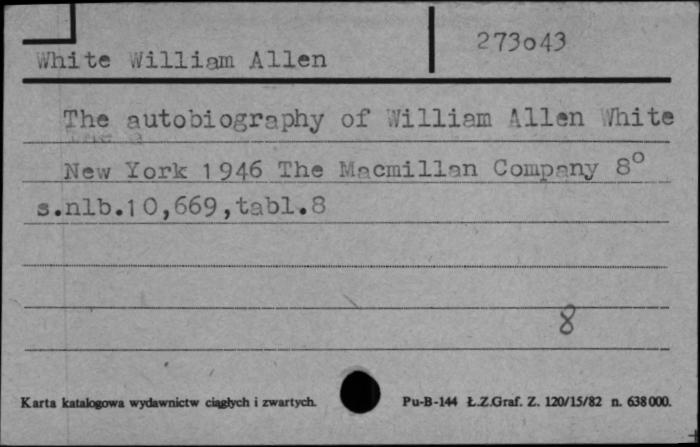 273043
White William Allen
The autobiography of William Allen White
New York 1946 The Macmillan Company 8°
s.nlb.10,669,tabl.8
8
Karta katalogowa wydawnictw ciągłych i zwartych. Pu-B-144 Ł.Z.Graf. Z. 120/15/82 n. 638000.